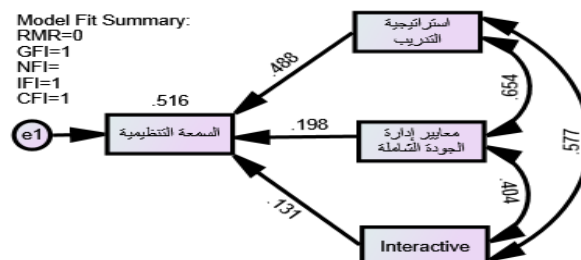 Model Fit Summary:
RMR=0
GFI=1
NFI=
IFI=1
CFI=1
استراتيجية
التدريب
.488
.516
.654
.577
e1
السمعة التنظيمية
.198
معايير إدارة
الجودة الشاملة
.404
.131
Interactive